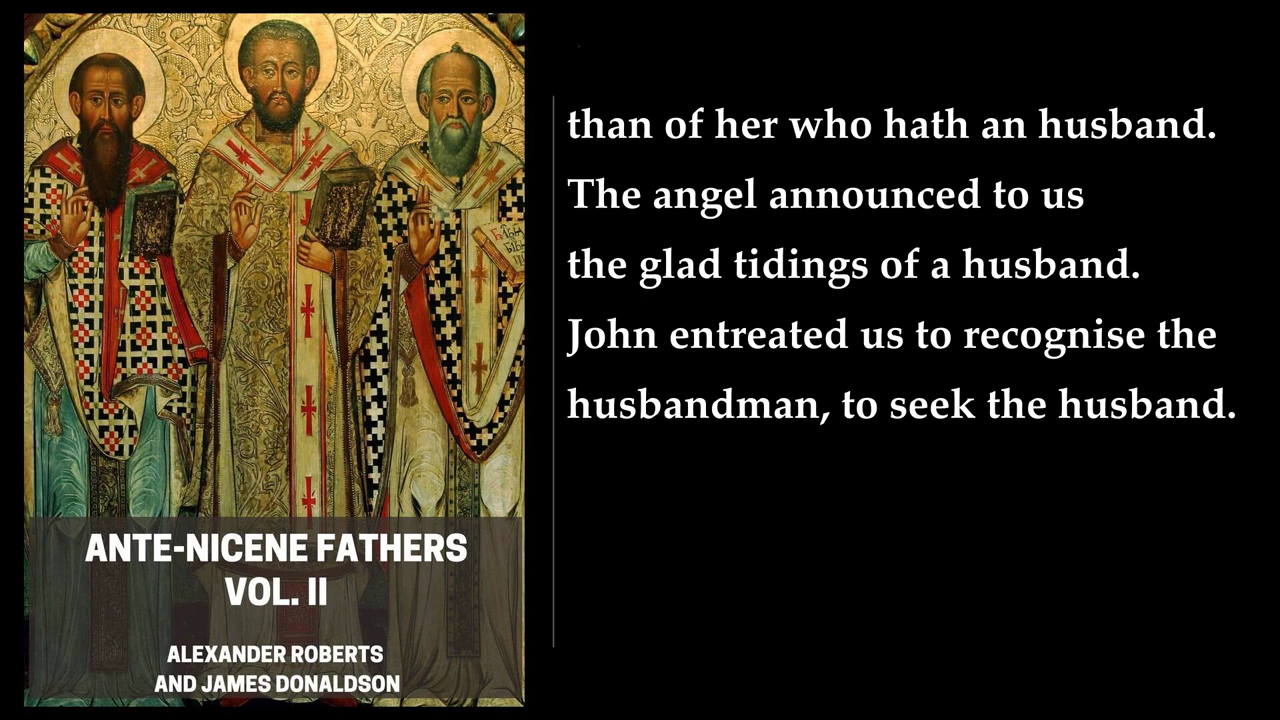 ANTE-NICENE FATHERS
VOL. II
ALEXANDER ROBERTS
AND JAMES DONALDSON
than of her who hath an husband.
The angel announced to us
the glad tidings of a husband.
John entreated us to recognise the
husbandman, to seek the husband.